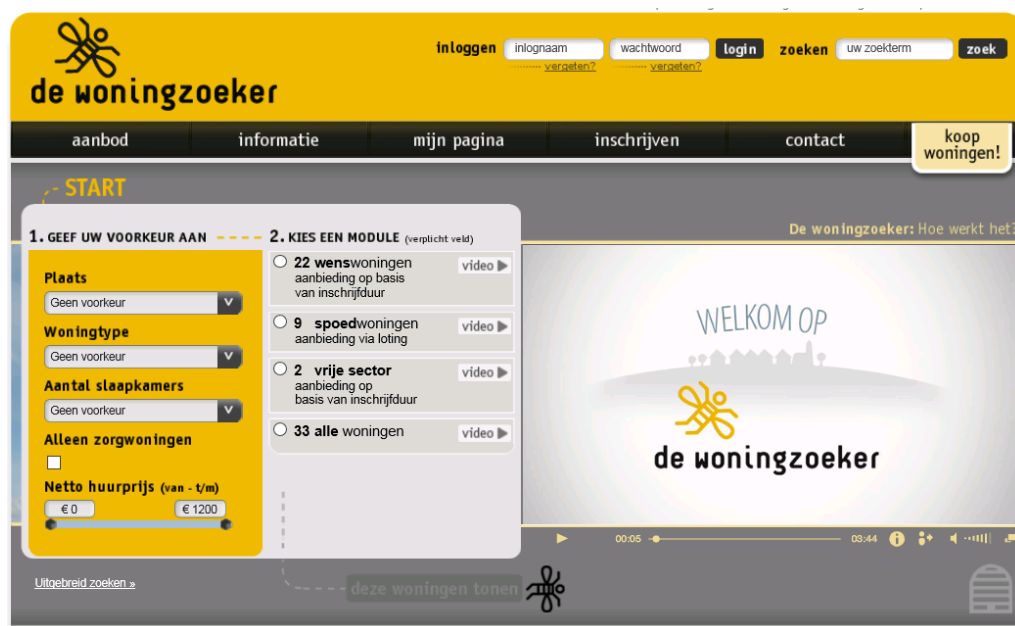 inloggen inlognaam wachtwoord login zoeken uw zoekterm zoek
vergeten? vergeten?
de woningzoeker
aanbod informatie mijn pagina inschrijven contact koop
woningen!
START
De woningzoeker: Hoe werkt het?
1. GEEF UW VOORKEUR AAN 2. KIES EEN MODULE (verplicht veld)
Plaats
Geen voorkeur V
Woningtype
Geen voorkeur V
Aantal slaapkamers
Geen voorkeur V
Alleen zorgwoningen
Netto huurprijs (van - t/m)
€ 0 € 1200
22 wenswoningen video
aanbieding op basis
van inschrijfduur
9 spoedwoningen video
aanbieding via loting
2 vrije sector video
aanbieding op
basis van inschrijfduur
33 alle woningen video
WELKOM OP
de woningzoeker
00:05 03:44
Uitgebreid zoeken »
deze woningen tonen